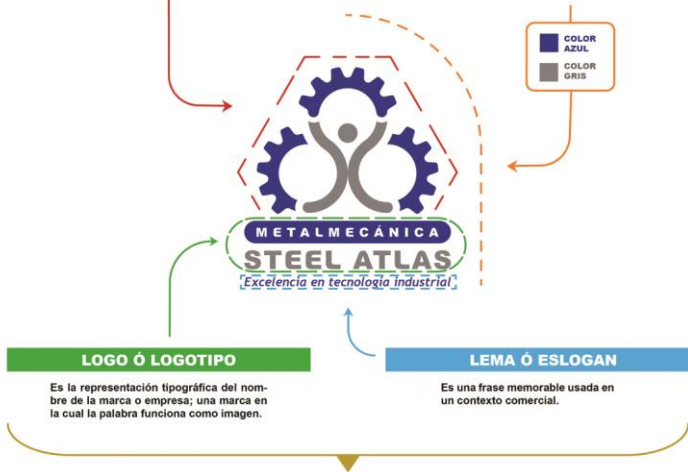 COLOR
AZUL
COLOR
GRIS
METALMECÁNICA
STEEL ATLAS
Excelencia en tecnología industrial
LOGO Ó LOGOTIPO
Es la representación tipográfica del nom-
bre de la marca o empresa; una marca en
la cual la palabra funciona como imagen.
LEMA Ó ESLOGAN
Es una frase memorable usada en
un contexto comercial.